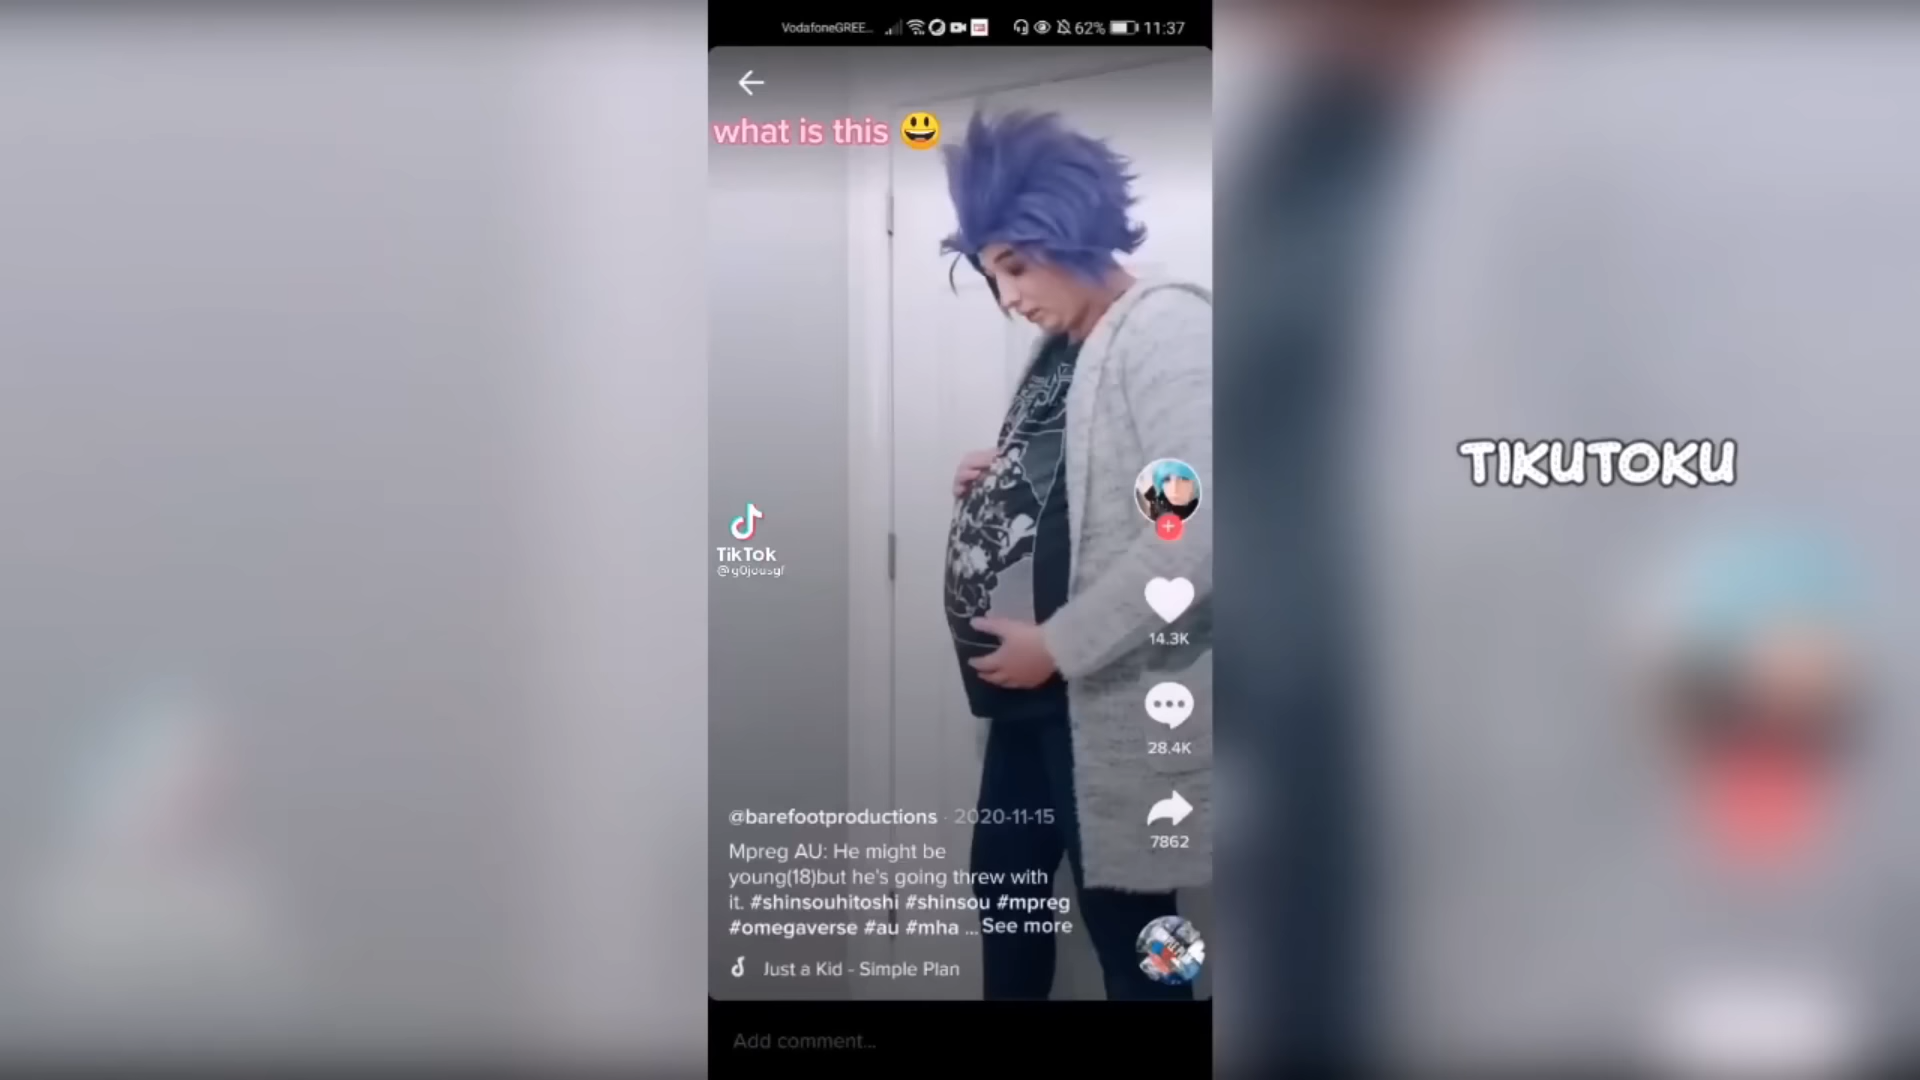 VodafoneGREE...
62%
11:37
what is this 😃
TIKUTOKU
TikTok
14.3K
28.4K
@barefootproductions · 2020-11-15
7862
Mpreg AU: He might be
young(18)but he's going threw with
it. #shinsouhitoshi #shinsou #mpreg
#omegaverse #au #mha ... See more
Just a Kid - Simple Plan
Add comment...